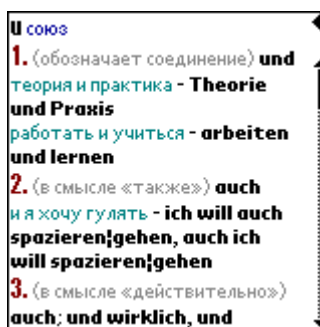 и союз
1. (обозначает соединение) und
теория и практика - Theorie
und Praxis
работать и учиться - arbeiten
und lernen
2. (в смысле «также») auch
и я хочу гулять - ich will auch
spazieren¦gehen, auch ich
will spazieren¦gehen
3. (в смысле «действительно»)
auch; und wirklich, und